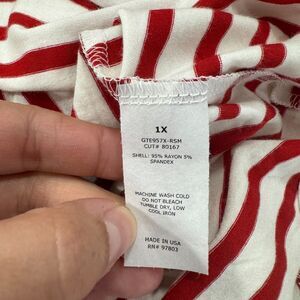 1X
GTE957X-RSM
CUT# 80167
SHELL: 95% RAYON 5%
SPANDEX
MACHINE WASH COLD
DO NOT BLEACH
TUMBLE DRY, LOW
COOL IRON
MADE IN USA
RN# 97803